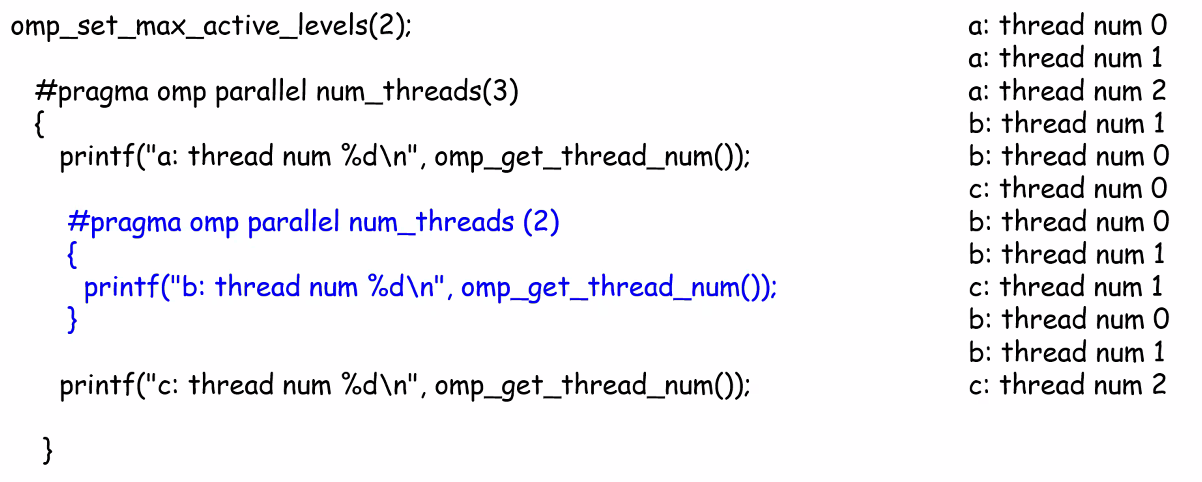 omp_set_max_active_levels(2);
#pragma omp parallel num_threads(3)
{
printf("a: thread num %d\n", omp_get_thread_num());
#pragma omp parallel num_threads (2)
{
printf("b: thread num %d\n", omp_get_thread_num());
}
printf("c: thread num %d\n", omp_get_thread_num());
}
a: thread num 0
a: thread num 1
a: thread num 2
b: thread num 1
b: thread num 0
c: thread num 0
b: thread num 0
b: thread num 1
c: thread num 1
b: thread num 0
b: thread num 1
c: thread num 2